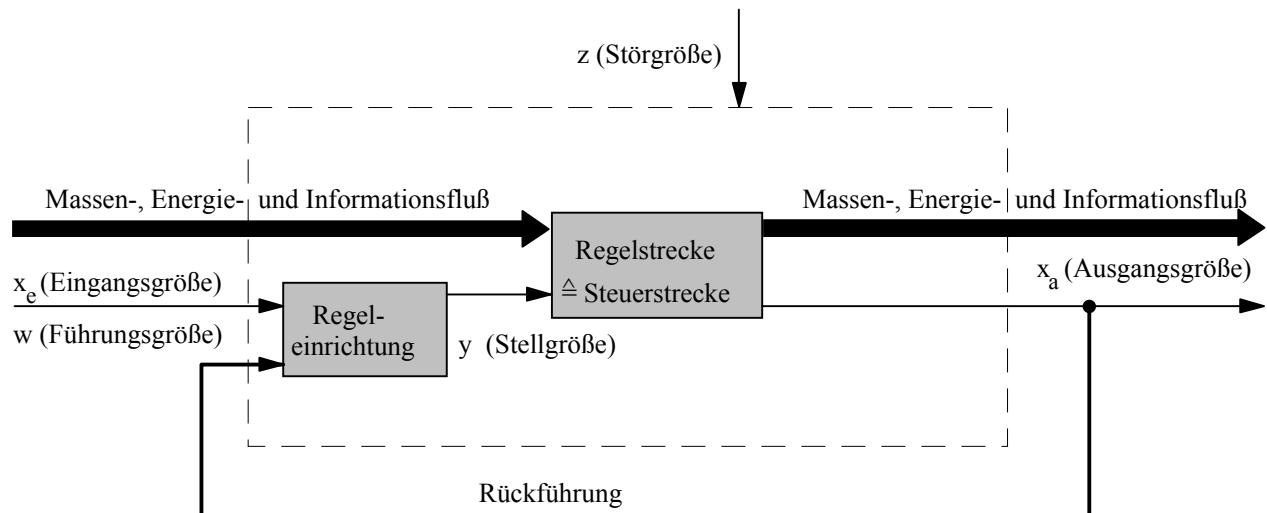 z (Störgröße)
Massen-, Energie- und Informationsfluß
Massen-, Energie- und Informationsfluß
Regelstrecke
≙ Steuerstrecke
x_e (Eingangsgröße)
x_a (Ausgangsgröße)
w (Führungsgröße)
Regel-
einrichtung
y (Stellgröße)
Rückführung